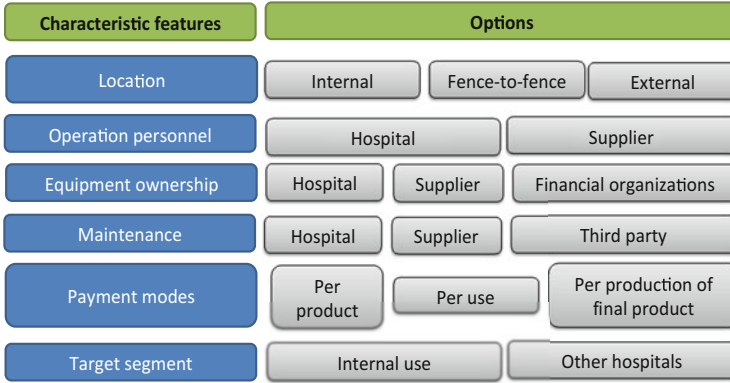 Characteristic features Options
Location Internal Fence-to-fence External
Operation personnel Hospital Supplier
Equipment ownership Hospital Supplier Financial organizations
Maintenance Hospital Supplier Third party
Payment modes Per product Per use Per production of final product
Target segment Internal use Other hospitals